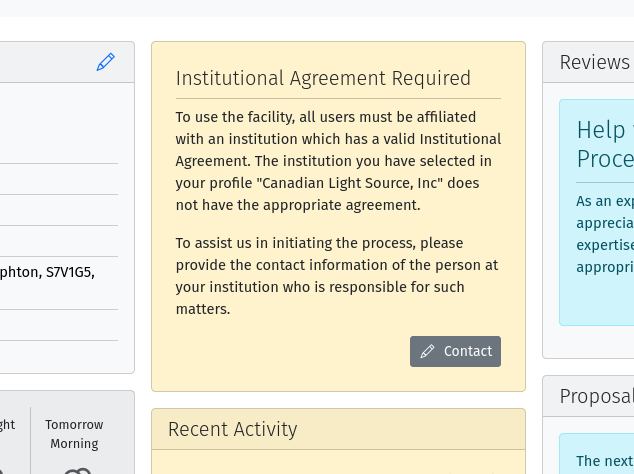 phton, S7V1G5,
ght
Tomorrow
Morning
Institutional Agreement Required
To use the facility, all users must be affiliated
with an institution which has a valid Institutional
Agreement. The institution you have selected in
your profile "Canadian Light Source, Inc" does
not have the appropriate agreement.
To assist us in initiating the process, please
provide the contact information of the person at
your institution who is responsible for such
matters.
Contact
Recent Activity
Reviews
Help
Proce
As an exp
apprecia
expertise
appropri
Proposal
The next